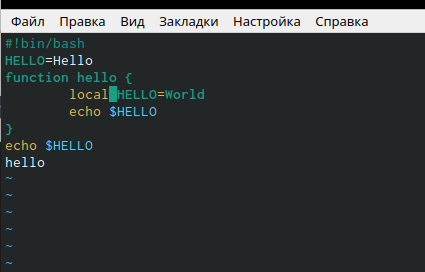 Файл Правка Вид Закладки Настройка Справка
#!bin/bash
HELLO=Hello
function hello {
        local HELLO=World
        echo $HELLO
}
echo $HELLO
hello
~
~
~
~
~
~